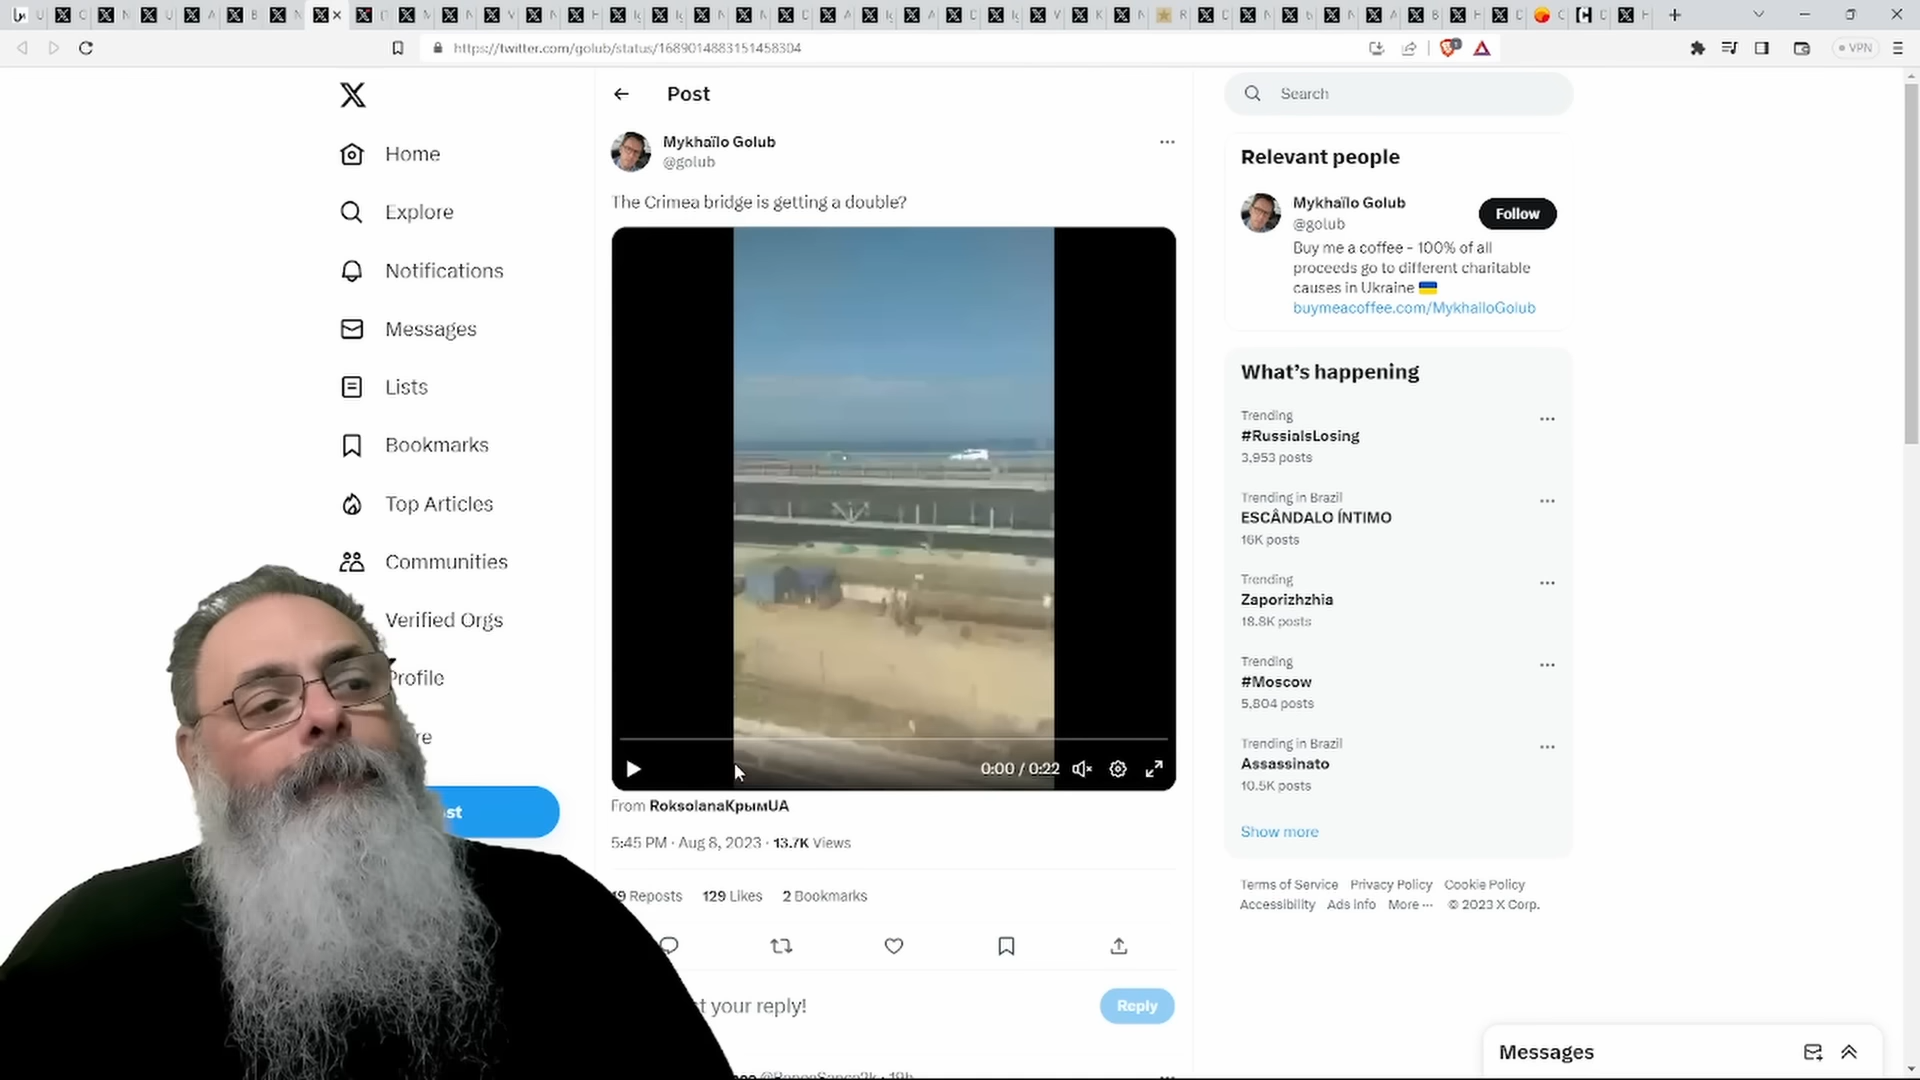 https://twitter.com/golub/status/1689014883151458304
VPN
Home
Explore
Notifications
Messages
Lists
Bookmarks
Top Articles
Communities
Verified Orgs
Profile
Post
Mykhaïlo Golub
@golub
The Crimea bridge is getting a double?
0:00 / 0:22
From RoksolanaКрымUA
5:45 PM · Aug 8, 2023 · 13.7K Views
Reposts 129 Likes 2 Bookmarks
your reply!
Reply
Search
Relevant people
Mykhaïlo Golub
@golub
Follow
Buy me a coffee - 100% of all
proceeds go to different charitable
causes in Ukraine
buymeacoffee.com/MykhailoGolub
What's happening
Trending
#RussiaIsLosing
3,953 posts
Trending in Brazil
ESCÂNDALO ÍNTIMO
16K posts
Trending
Zaporizhzhia
18.8K posts
Trending
#Moscow
5,804 posts
Trending in Brazil
Assassinato
10.5K posts
Show more
Terms of Service Privacy Policy Cookie Policy
Accessibility Ads info More ··· © 2023 X Corp.
Messages